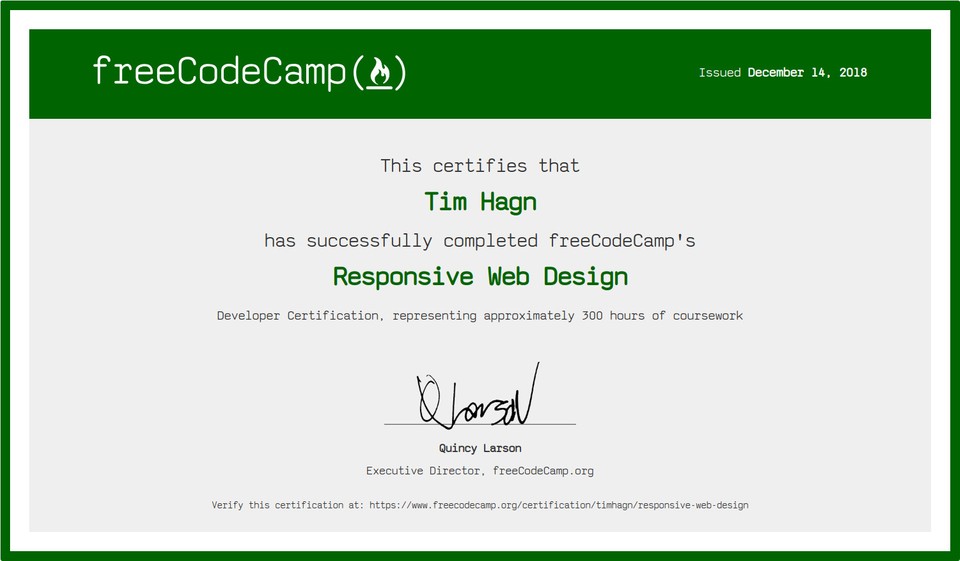 freeCodeCamp(🔥)
Issued December 14, 2018
This certifies that
Tim Hagn
has successfully completed freeCodeCamp's
Responsive Web Design
Developer Certification, representing approximately 300 hours of coursework
Q Larson
Quincy Larson
Executive Director, freeCodeCamp.org
Verify this certification at: https://www.freecodecamp.org/certification/timhagn/responsive-web-design